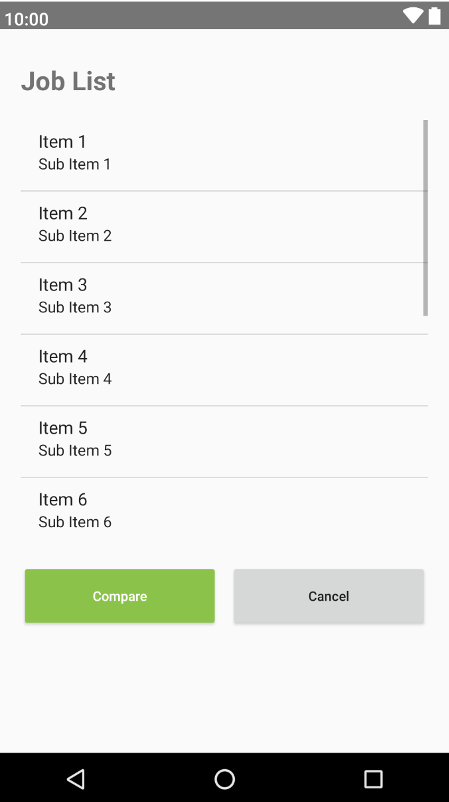 10:00
Job List
Item 1
Sub Item 1
Item 2
Sub Item 2
Item 3
Sub Item 3
Item 4
Sub Item 4
Item 5
Sub Item 5
Item 6
Sub Item 6
Compare
Cancel